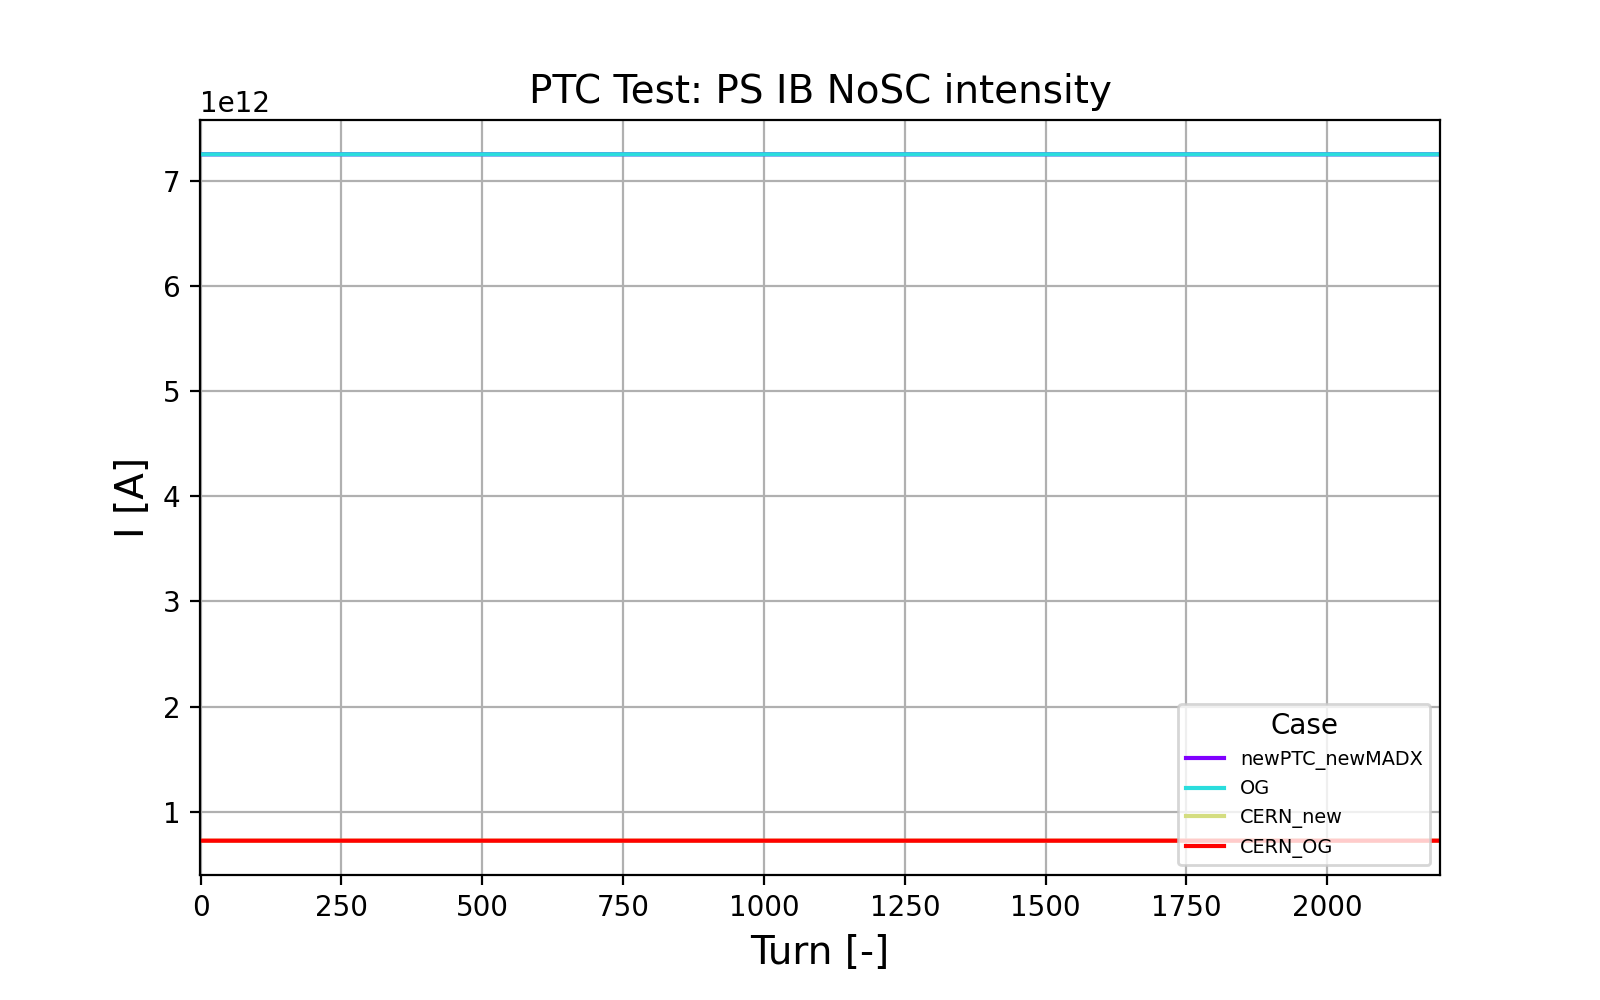 PTC Test: PS IB NoSC intensity
1e12
7
6
5
4
3
2
1
I [A]
0 250 500 750 1000 1250 1500 1750 2000
Turn [-]
Case
newPTC_newMADX
OG
CERN_new
CERN_OG